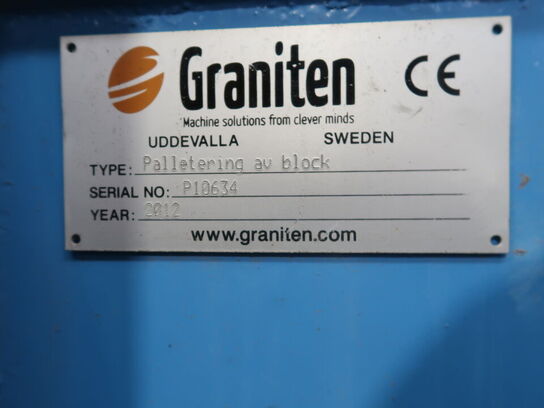 Graniten CE
Machine solutions from clever minds
UDDEVALLA SWEDEN
TYPE: Palletering av block
SERIAL NO: P10634
YEAR: 2012
www.graniten.com